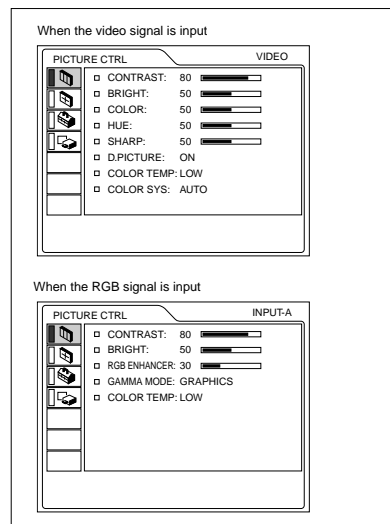 When the video signal is input
PICTURE CTRL VIDEO
CONTRAST: 80
BRIGHT: 50
COLOR: 50
HUE: 50
SHARP: 50
D.PICTURE: ON
COLOR TEMP: LOW
COLOR SYS: AUTO
When the RGB signal is input
PICTURE CTRL INPUT-A
CONTRAST: 80
BRIGHT: 50
RGB ENHANCER: 30
GAMMA MODE: GRAPHICS
COLOR TEMP: LOW